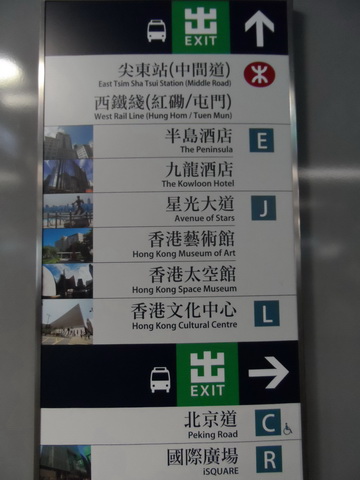 出
EXIT
尖東站(中間道)
East Tsim Sha Tsui Station (Middle Road)
西鐵綫(紅磡/屯門)
West Rail Line (Hung Hom / Tuen Mun)
半島酒店
The Peninsula
E
九龍酒店
The Kowloon Hotel
星光大道
Avenue of Stars
J
香港藝術館
Hong Kong Museum of Art
香港太空館
Hong Kong Space Museum
香港文化中心
Hong Kong Cultural Centre
L
出
EXIT
北京道
Peking Road
C
國際廣場
iSQUARE
R